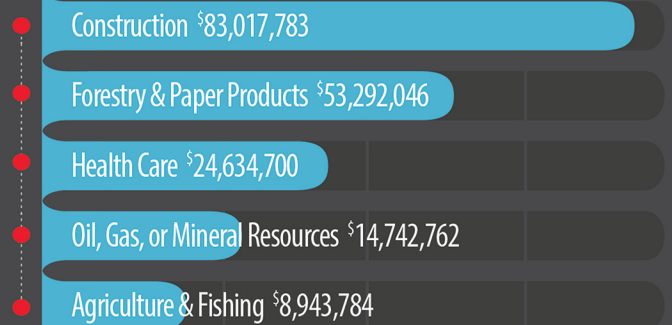 Construction $83,017,783
Forestry & Paper Products $53,292,046
Health Care $24,634,700
Oil, Gas, or Mineral Resources $14,742,762
Agriculture & Fishing $8,943,784